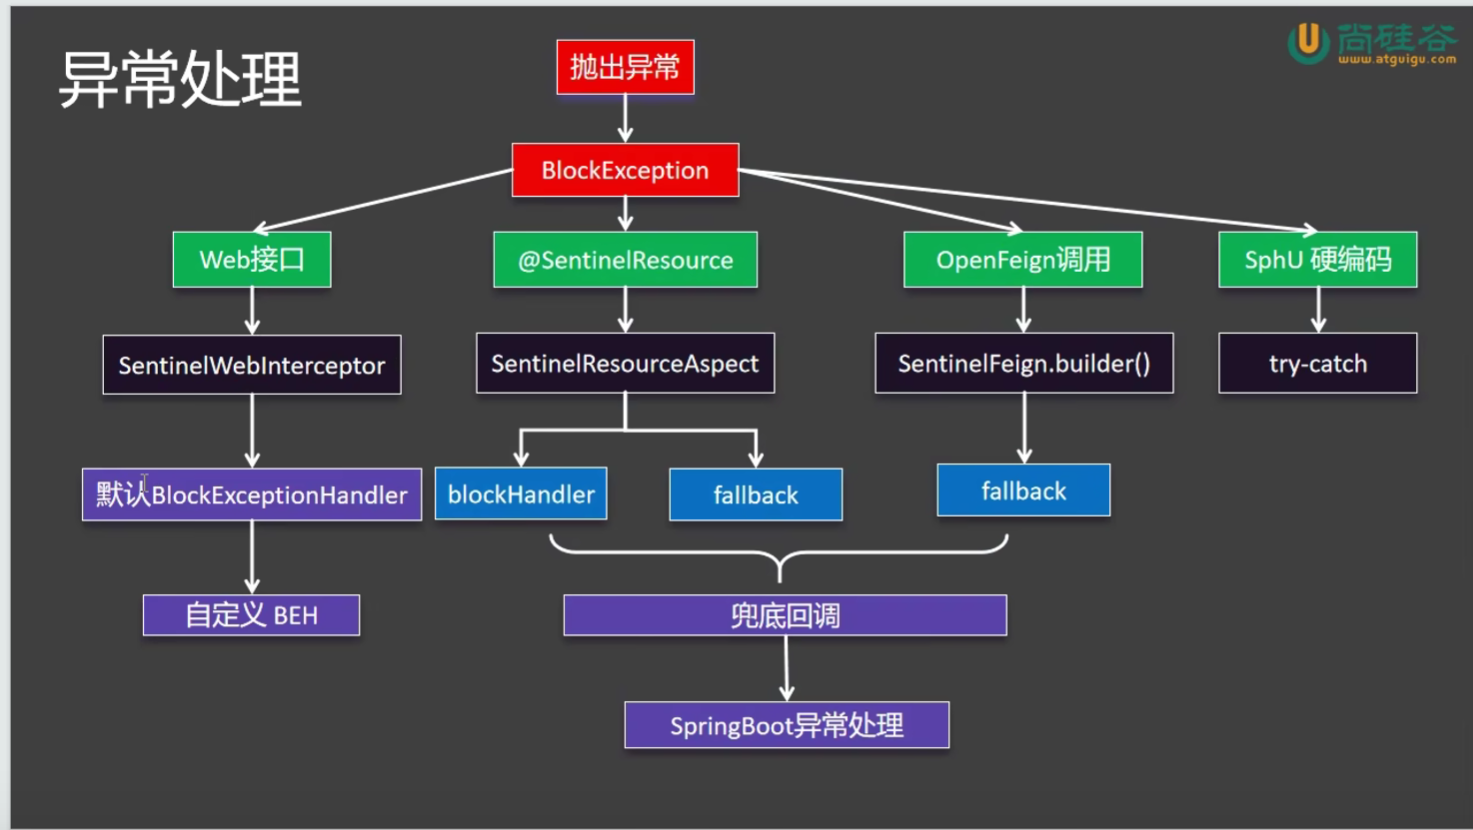 尚硅谷
www.atguigu.com
异常处理
抛出异常
BlockException
Web接口
@SentinelResource
OpenFeign调用
SphU 硬编码
SentinelWebInterceptor
SentinelResourceAspect
SentinelFeign.builder()
try-catch
默认BlockExceptionHandler
blockHandler
fallback
fallback
自定义 BEH
兜底回调
SpringBoot异常处理